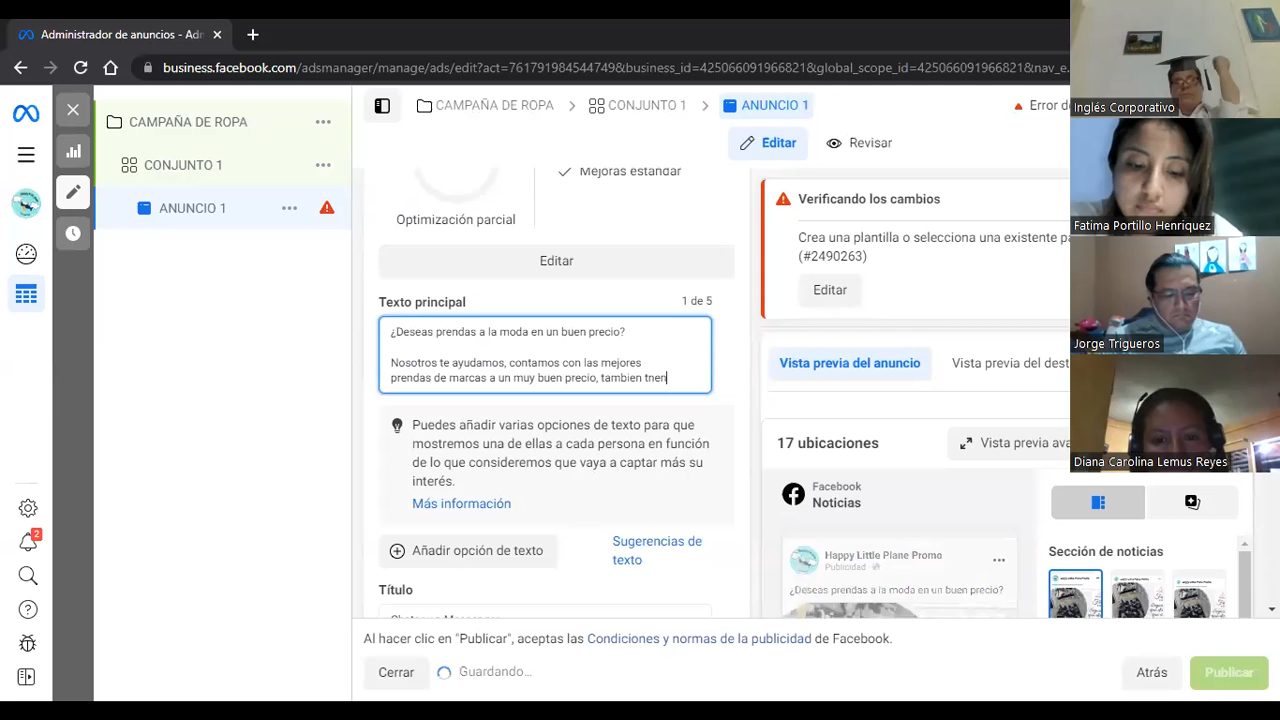 Administrador de anuncios - Adr
business.facebook.com/adsmanager/manage/ads/edit?act=761791984544749&business_id=425066091966821&global_scope_id=425066091966821&nav_e
CAMPAÑA DE ROPA
CONJUNTO 1
ANUNCIO 1
CAMPAÑA DE ROPA
CONJUNTO 1
ANUNCIO 1
Error d
Editar
Revisar
Mejoras estándar
Optimización parcial
Editar
Texto principal
1 de 5
¿Deseas prendas a la moda en un buen precio?
Nosotros te ayudamos, contamos con las mejores
prendas de marcas a un muy buen precio, tambien tnen
Puedes añadir varias opciones de texto para que
mostremos una de ellas a cada persona en función
de lo que consideremos que vaya a captar más su
interés.
Más información
Añadir opción de texto
Sugerencias de
texto
Título
Verificando los cambios
Crea una plantilla o selecciona una existente pa
(#2490263)
Editar
Vista previa del anuncio
Vista previa del dest
17 ubicaciones
Vista previa ava
Facebook
Noticias
Happy Little Plane Promo
Publicidad
¿Deseas prendas a la moda en un buen precio?
Sección de noticias
Al hacer clic en "Publicar", aceptas las Condiciones y normas de la publicidad de Facebook.
Cerrar
Guardando...
Atrás
Publicar
2
Inglés Corporativo
Fatima Portillo Henriquez
Jorge Trigueros
Diana Carolina Lemus Reyes